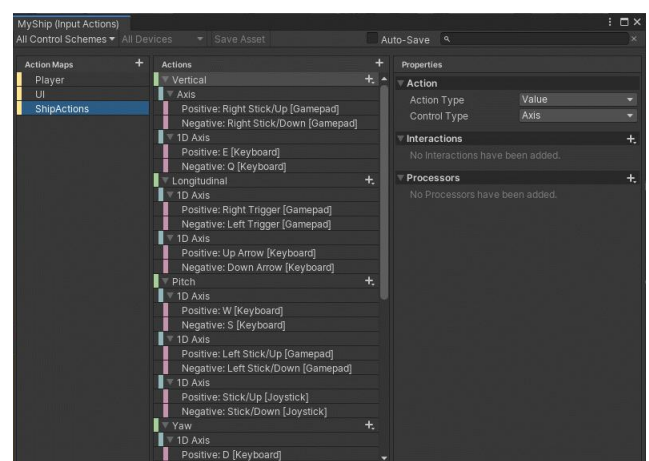 MyShip (Input Actions)
All Control Schemes All Devices Save Asset Auto-Save
Action Maps
Player
UI
ShipActions
Actions
Vertical
Axis
Positive: Right Stick/Up [Gamepad]
Negative: Right Stick/Down [Gamepad]
1D Axis
Positive: E [Keyboard]
Negative: Q [Keyboard]
Longitudinal
1D Axis
Positive: Right Trigger [Gamepad]
Negative: Left Trigger [Gamepad]
1D Axis
Positive: Up Arrow [Keyboard]
Negative: Down Arrow [Keyboard]
Pitch
1D Axis
Positive: W [Keyboard]
Negative: S [Keyboard]
1D Axis
Positive: Left Stick/Up [Gamepad]
Negative: Left Stick/Down [Gamepad]
1D Axis
Positive: Stick/Up [Joystick]
Negative: Stick/Down [Joystick]
Yaw
1D Axis
Positive: D [Keyboard]
Properties
Action
Action Type Value
Control Type Axis
Interactions
No Interactions have been added.
Processors
No Processors have been added.